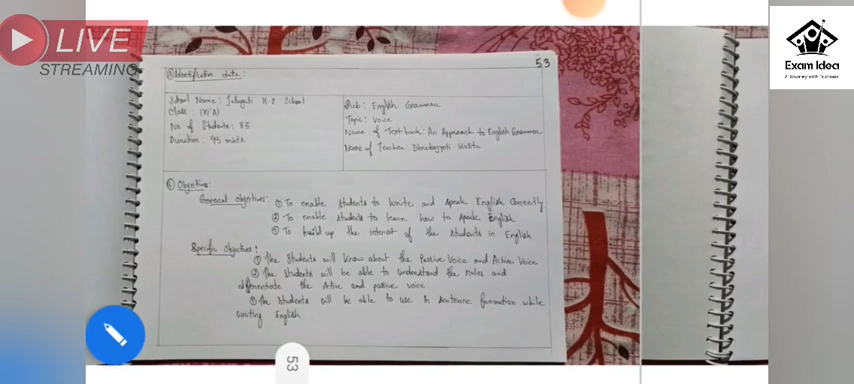 LIVE
STREAMING
Exam Idea
53
ⓐ Identification data:
School Name: Jaluguti H.S School
Class: IX(A)
No of Students: 55
Duration: 45 mints
Sub: English Grammar
Topic: Voice
Name of Text book: An Approach to English Grammar
Name of Teacher:
ⓑ Objectives:
General objectives: ① To enable students to write and speak English correctly
② To enable students to learn how to speak English
③ To build up the interest of the students in English
Specific Objectives:
① The Students will know about the Passive Voice and Active Voice
② The Students will be able to understand the rules and
differentiate the Active and passive voice
③ The Students will be able to use in sentence formation while
writing English
53